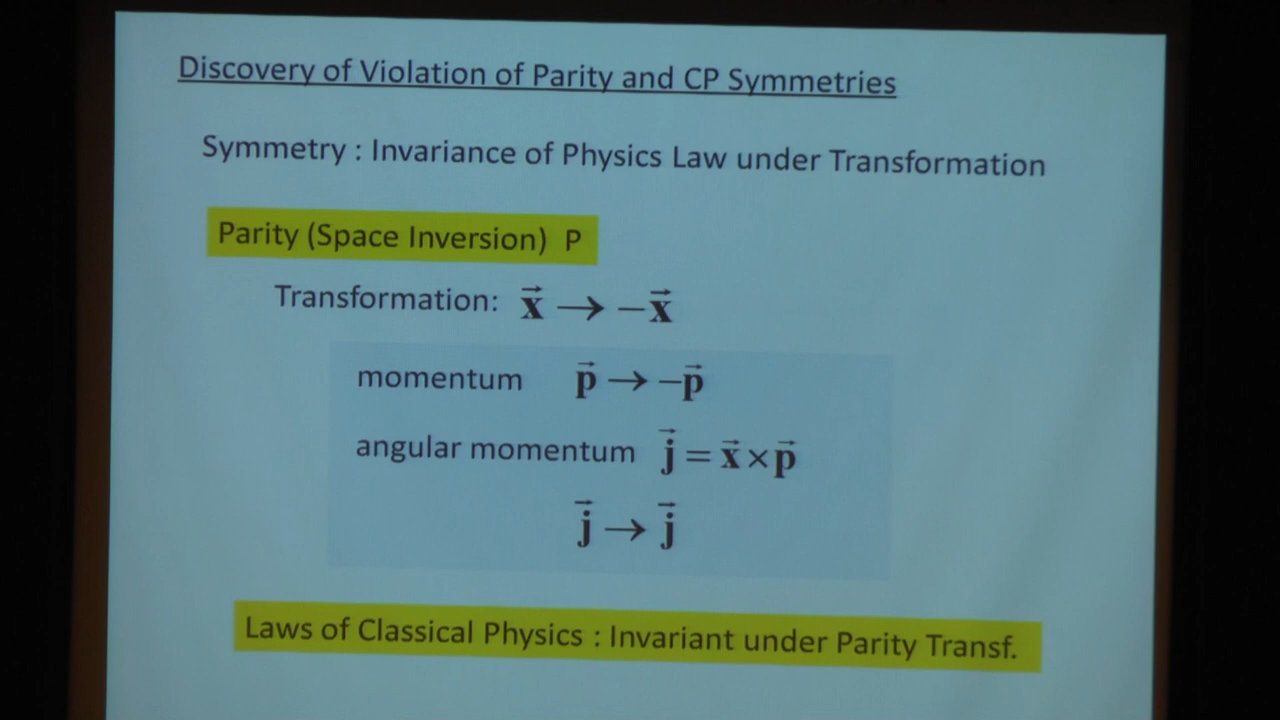 Discovery of Violation of Parity and CP Symmetries
Symmetry : Invariance of Physics Law under Transformation
Parity (Space Inversion) P
Transformation: x⃗ → −x⃗
momentum p⃗ → −p⃗
angular momentum j⃗ = x⃗ × p⃗
j⃗ → j⃗
Laws of Classical Physics : Invariant under Parity Transf.